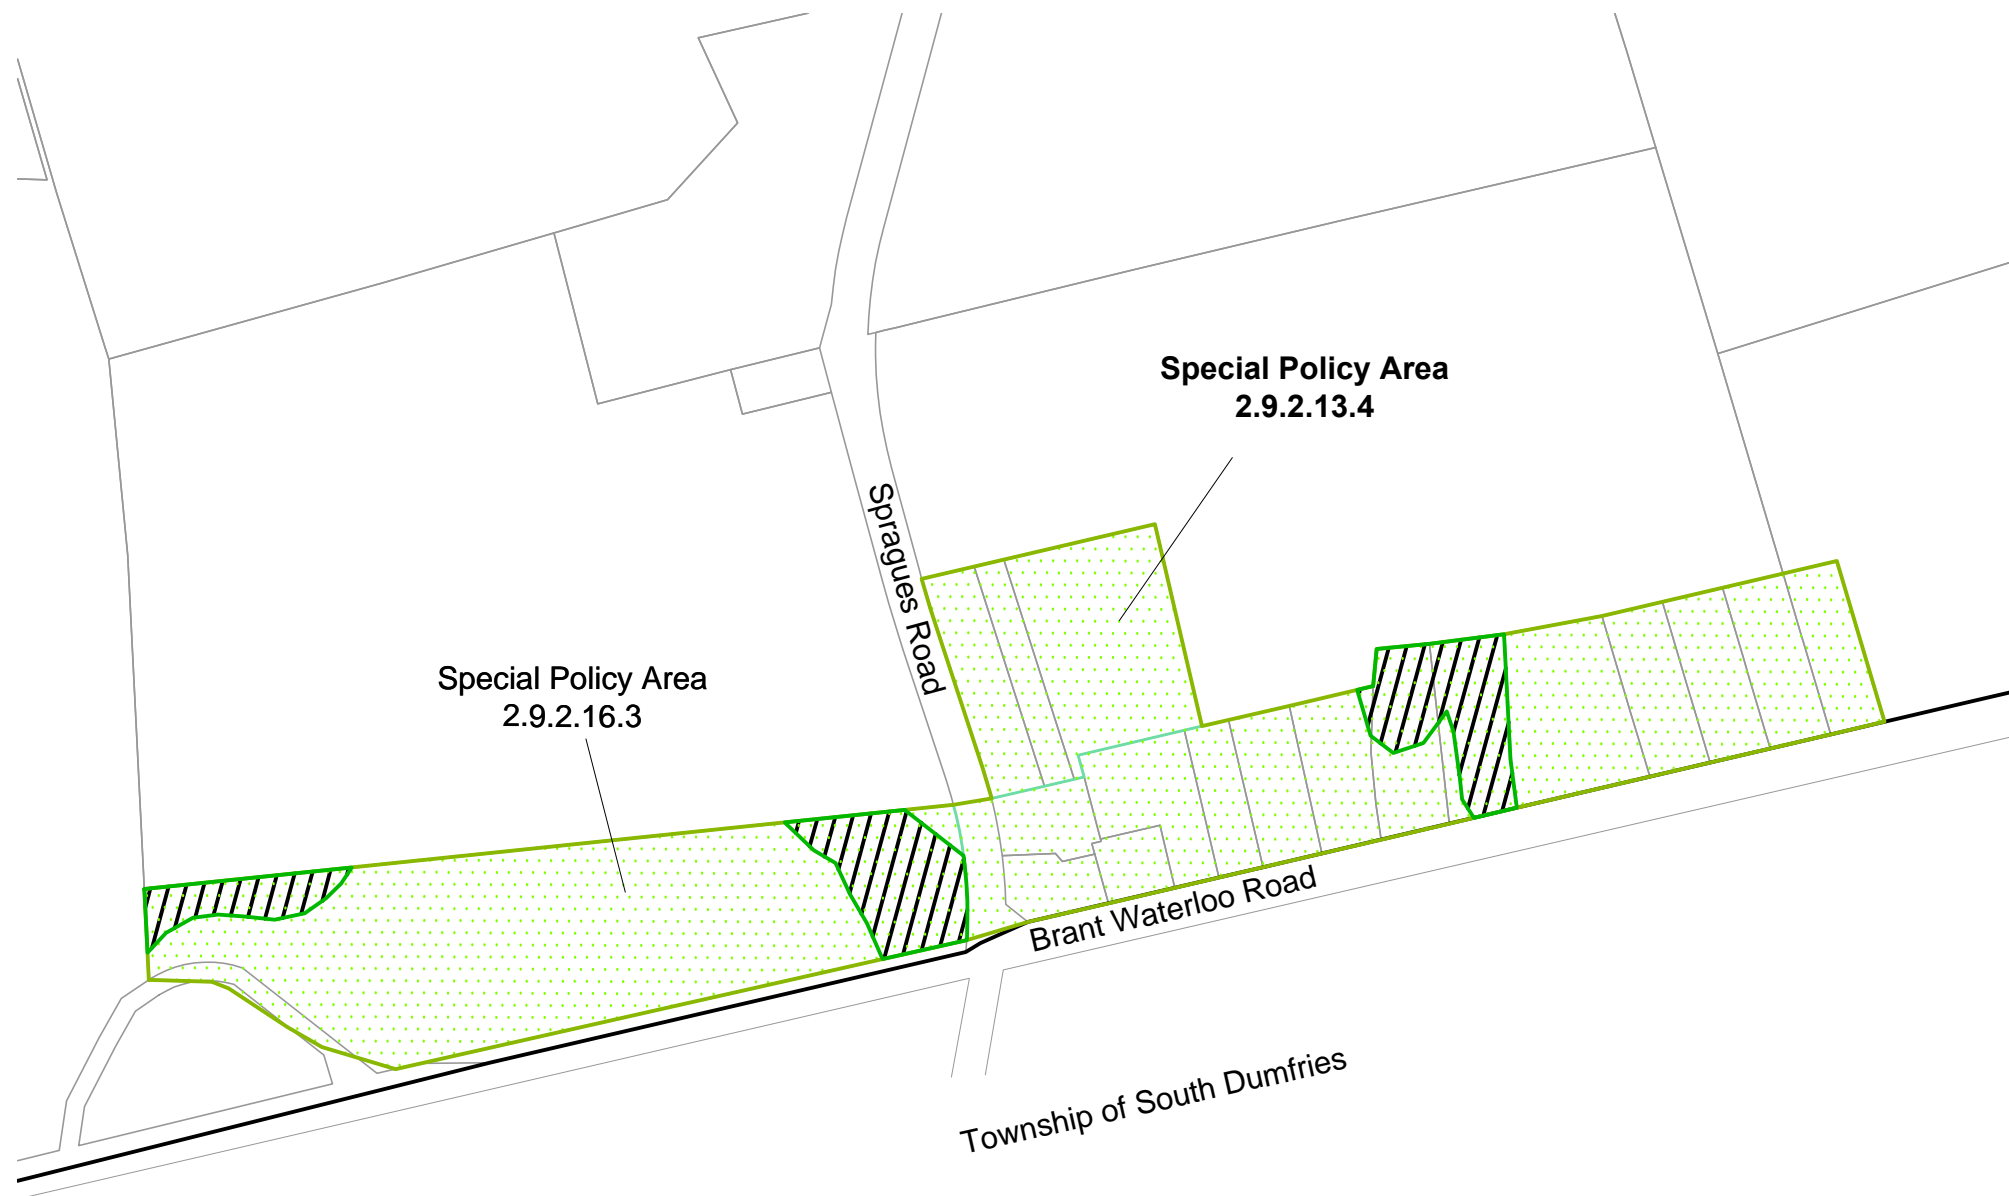 Special Policy Area
2.9.2.13.4
Spragues Road
Special Policy Area
2.9.2.16.3
Brant Waterloo Road
Township of South Dumfries